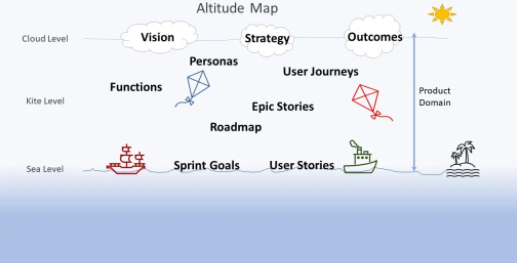 Altitude Map
Cloud Level
Vision
Strategy
Outcomes
Personas
User Journeys
Functions
Product
Domain
Kite Level
Epic Stories
Roadmap
Sea Level
Sprint Goals
User Stories